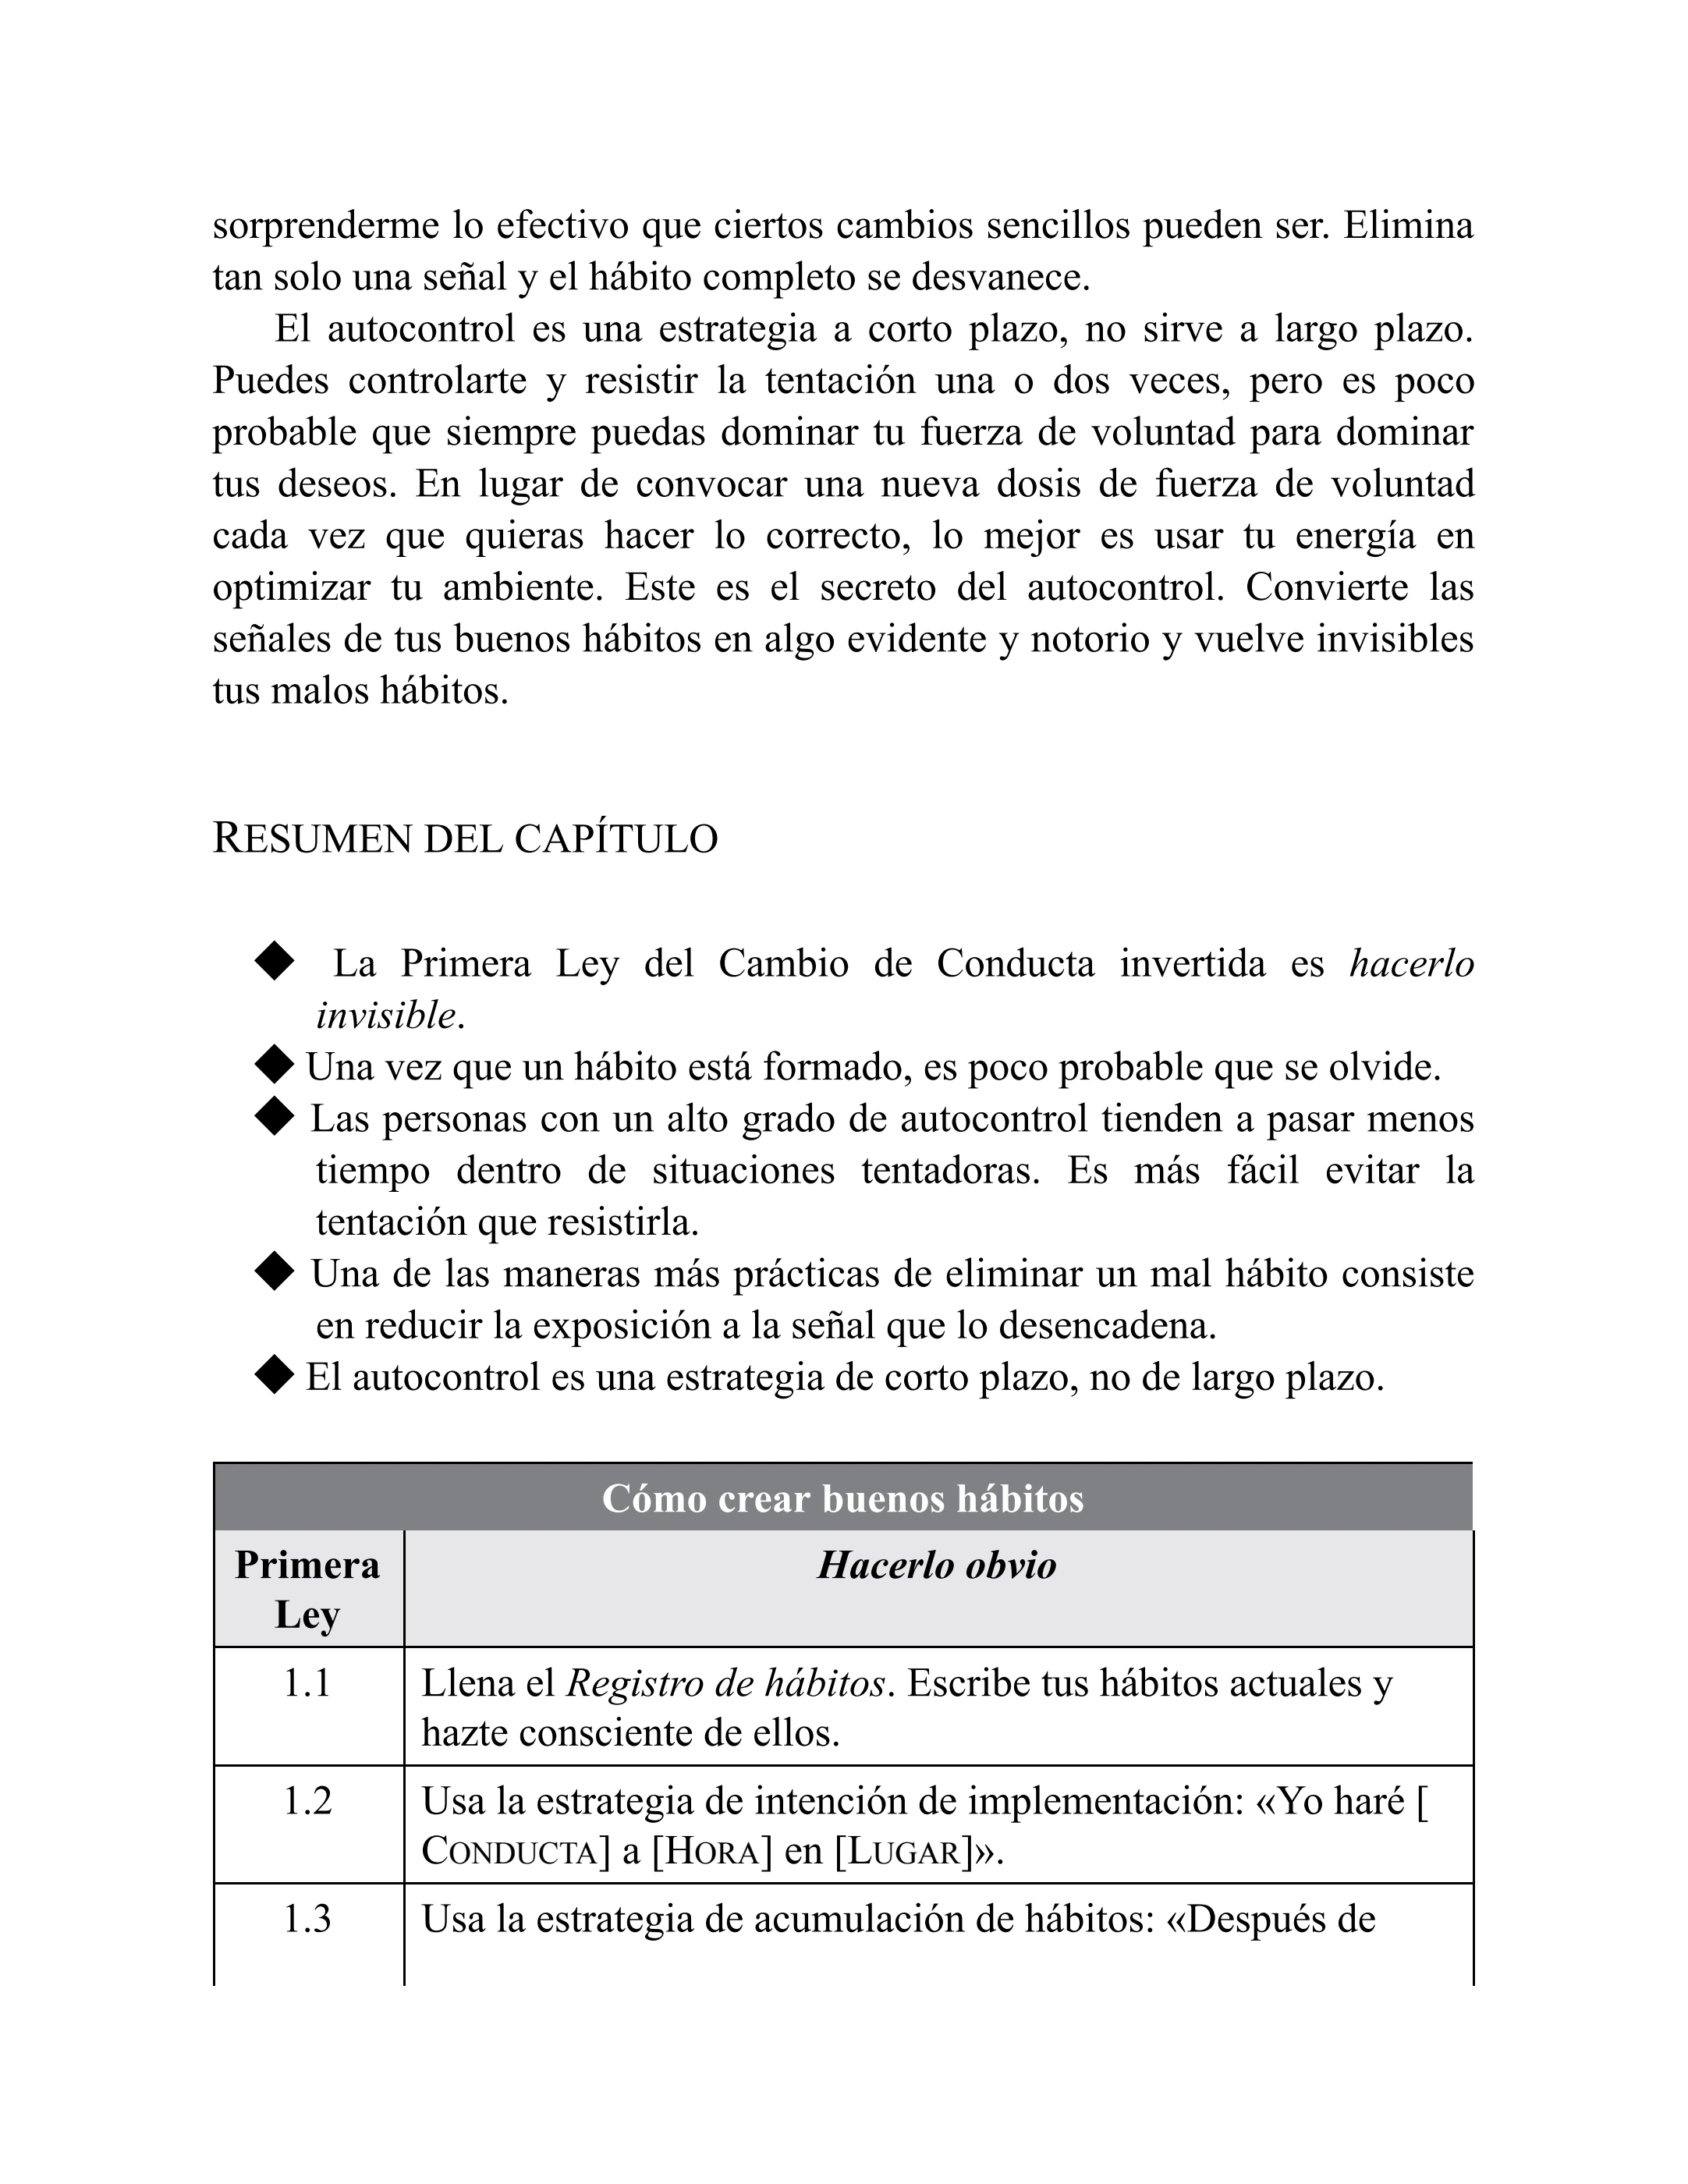 sorprenderme lo efectivo que ciertos cambios sencillos pueden ser. Elimina
tan solo una señal y el hábito completo se desvanece.
El autocontrol es una estrategia a corto plazo, no sirve a largo plazo.
Puedes controlarte y resistir la tentación una o dos veces, pero es poco
probable que siempre puedas dominar tu fuerza de voluntad para dominar
tus deseos. En lugar de convocar una nueva dosis de fuerza de voluntad
cada vez que quieras hacer lo correcto, lo mejor es usar tu energía en
optimizar tu ambiente. Este es el secreto del autocontrol. Convierte las
señales de tus buenos hábitos en algo evidente y notorio y vuelve invisibles
tus malos hábitos.
RESUMEN DEL CAPÍTULO
◆ La Primera Ley del Cambio de Conducta invertida es hacerlo
invisible.
◆ Una vez que un hábito está formado, es poco probable que se olvide.
◆ Las personas con un alto grado de autocontrol tienden a pasar menos
tiempo dentro de situaciones tentadoras. Es más fácil evitar la
tentación que resistirla.
◆ Una de las maneras más prácticas de eliminar un mal hábito consiste
en reducir la exposición a la señal que lo desencadena.
◆ El autocontrol es una estrategia de corto plazo, no de largo plazo.
Cómo crear buenos hábitos
Primera
Ley
Hacerlo obvio
1.1
Llena el Registro de hábitos. Escribe tus hábitos actuales y
hazte consciente de ellos.
1.2
Usa la estrategia de intención de implementación: «Yo haré [
CONDUCTA] a [HORA] en [LUGAR]».
1.3
Usa la estrategia de acumulación de hábitos: «Después de